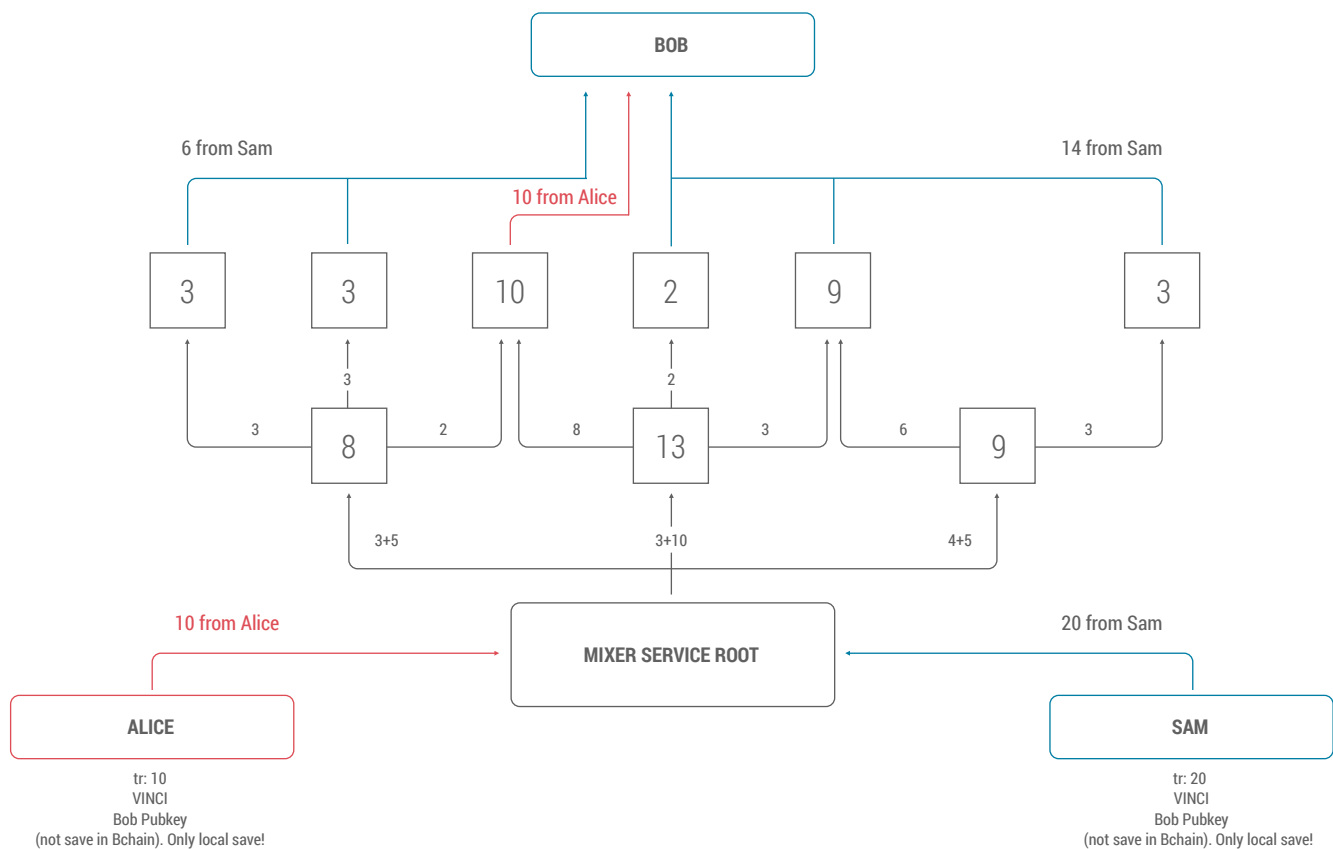 BOB
6 from Sam
14 from Sam
10 from Alice
3
3
10
2
9
3
3
2
3
2
8
3
6
3
8
13
9
3+5
3+10
4+5
10 from Alice
20 from Sam
MIXER SERVICE ROOT
ALICE
tr: 10
VINCI
Bob Pubkey
(not save in Bchain). Only local save!
SAM
tr: 20
VINCI
Bob Pubkey
(not save in Bchain). Only local save!